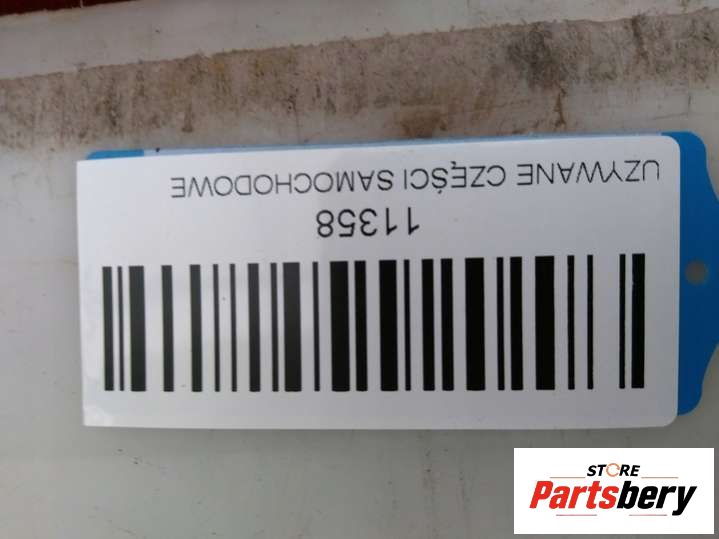 UZYWANE CZĘŚCI SAMOCHODOWE
11358
STORE
Partsbery